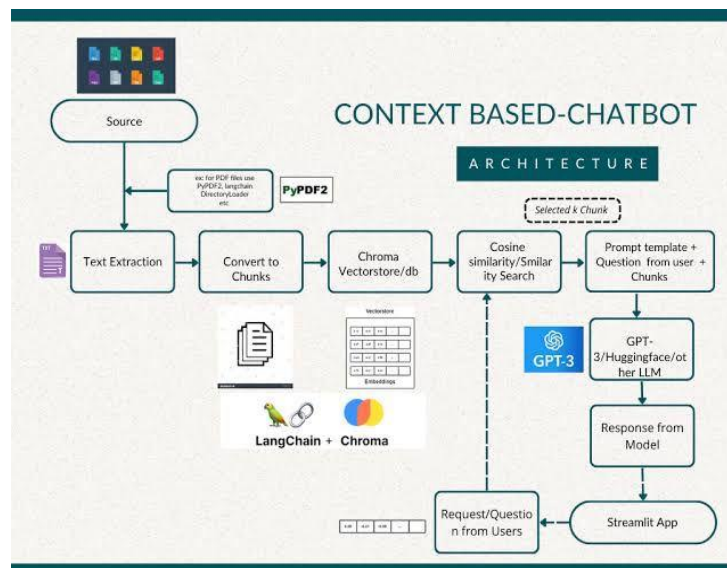 CONTEXT BASED-CHATBOT
ARCHITECTURE
Source
ex: for PDF files use
PyPDF2, langchain
DirectoryLoader
etc
PyPDF2
Selected k Chunk
TXT
T
Text Extraction
Convert to
Chunks
Chroma
Vectorstore/db
Cosine
similarity/Smilar
ity Search
Prompt template +
Question from user +
Chunks
Vectorstore
Embeddings
GPT-3
GPT-
3/Huggingface/ot
her LLM
LangChain + Chroma
Response from
Model
Request/Questio
n from Users
Streamlit App